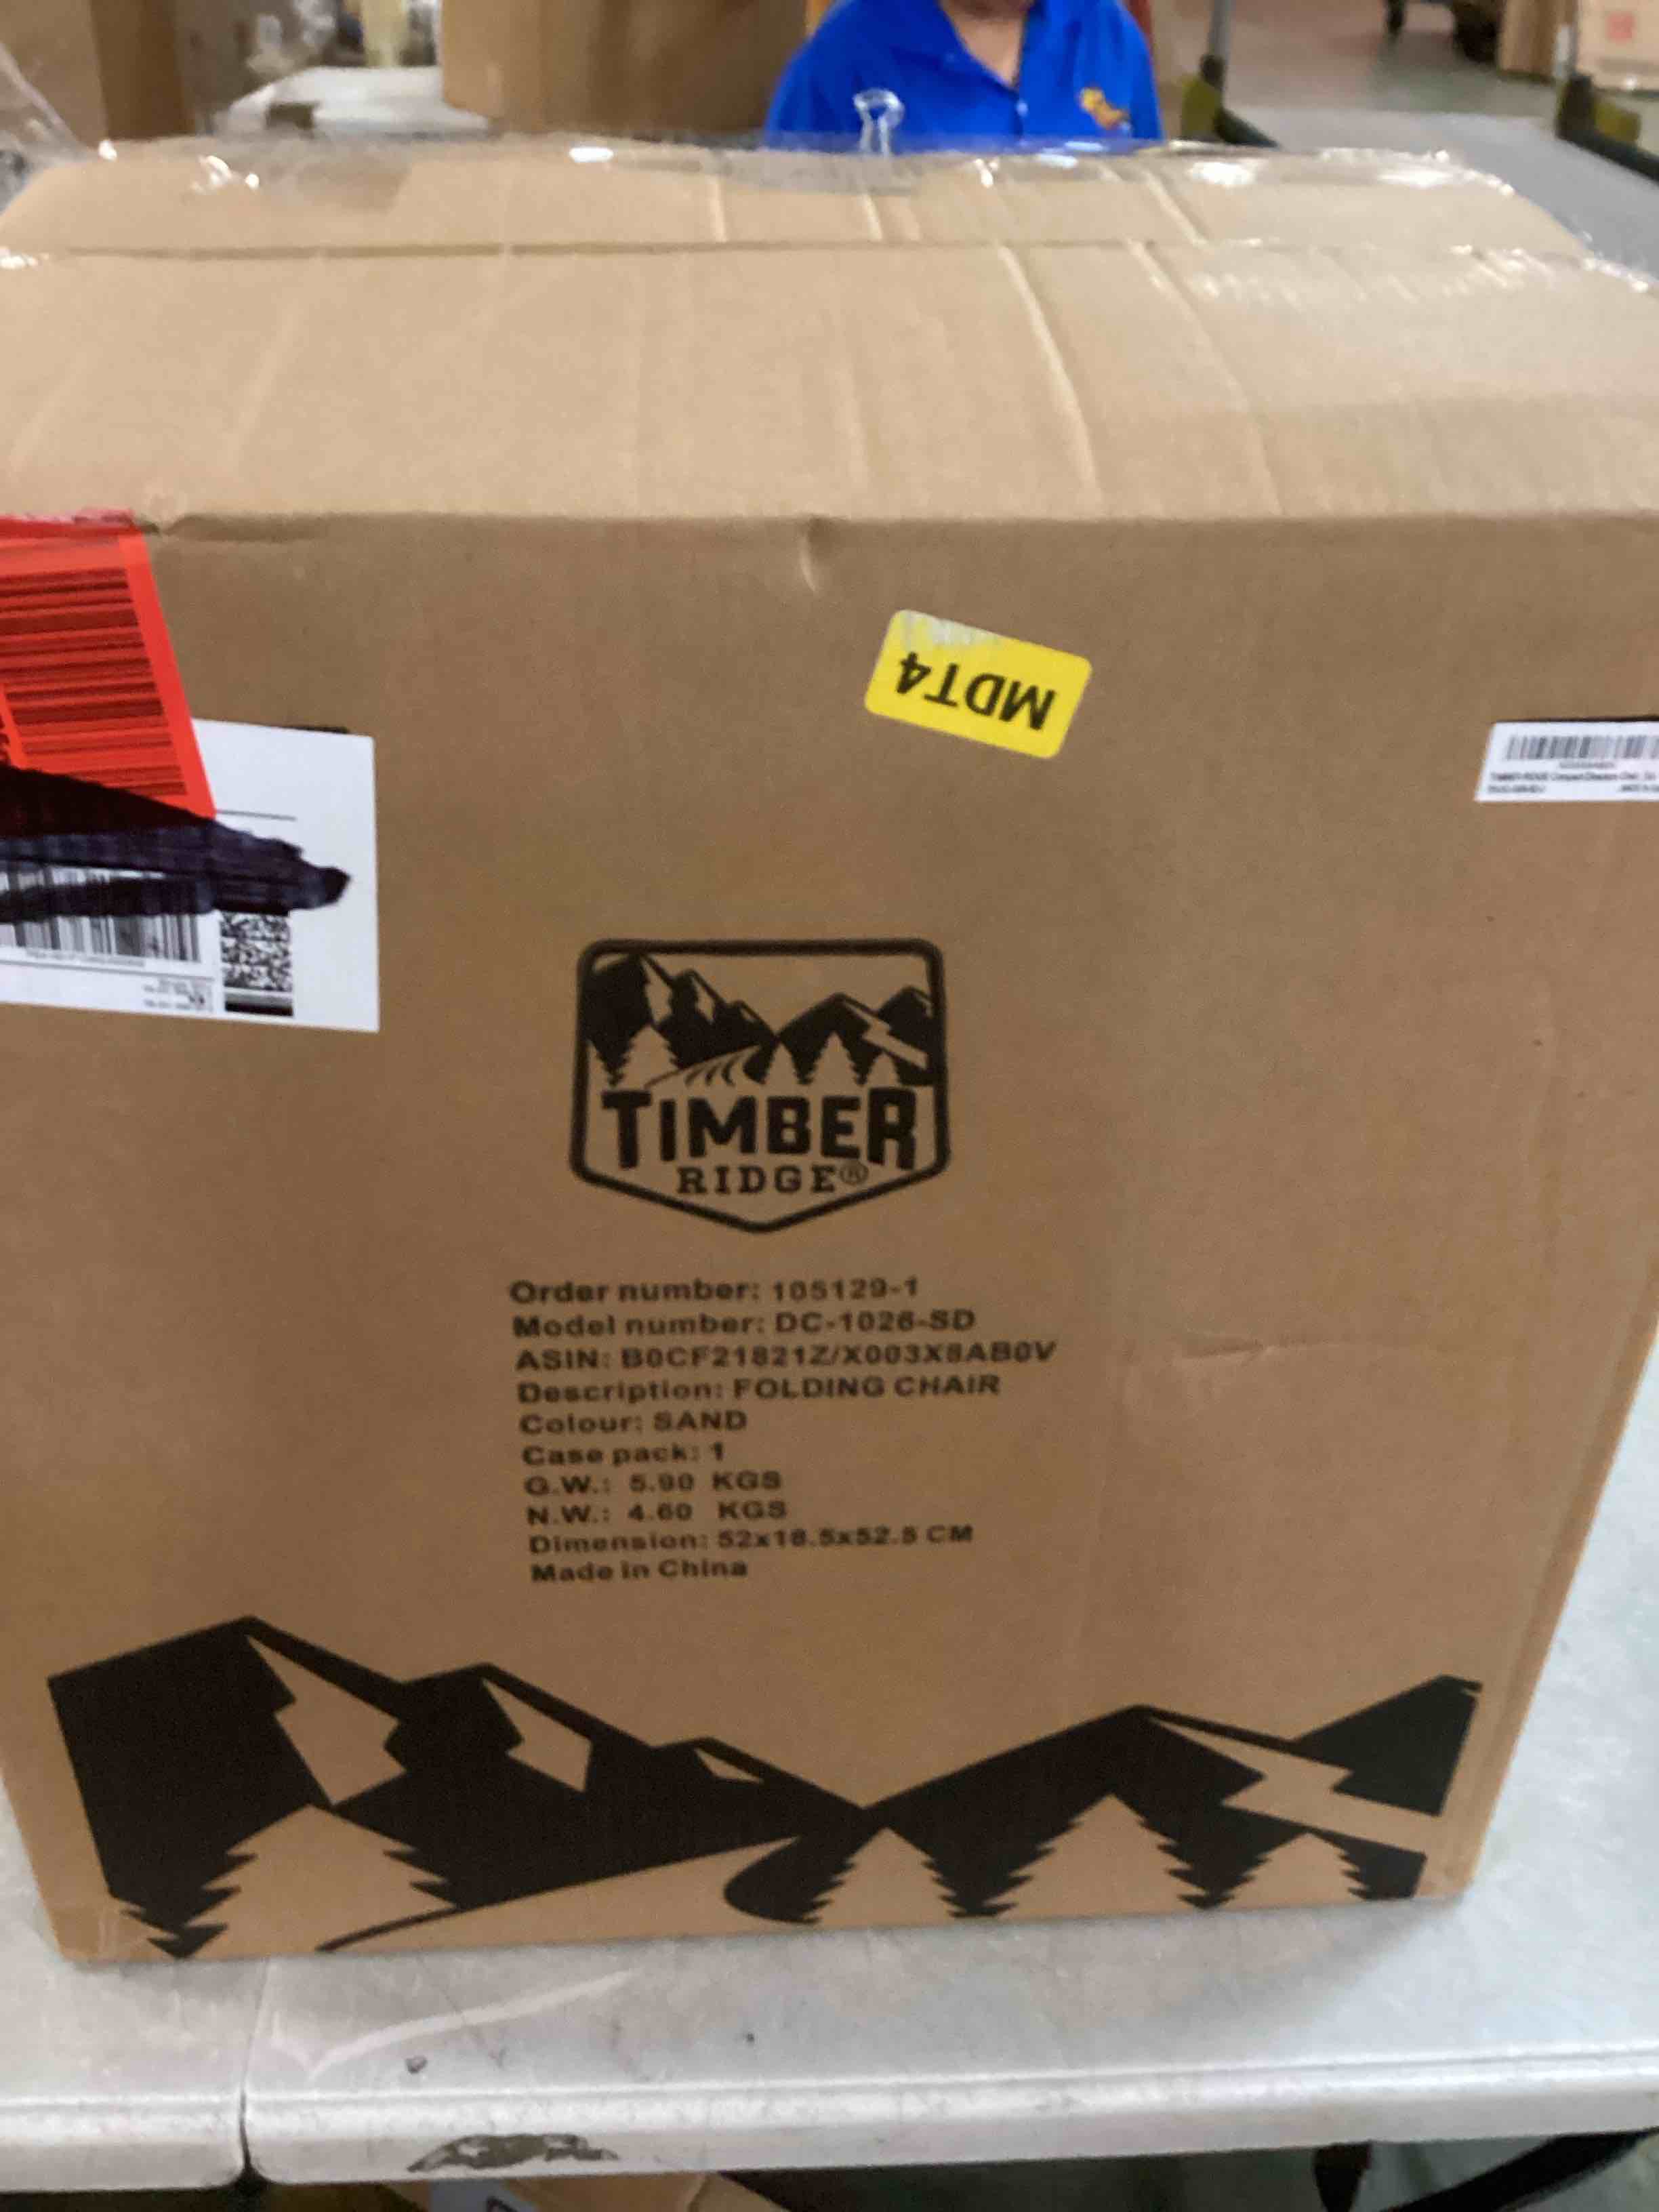 MDT4
TIMBER
RIDGE®
Order number: 105129-1
Model number: DC-1026-SD
ASIN: B0CF21821Z/X003X8AB0V
Description: FOLDING CHAIR
Colour: SAND
Case pack: 1
G.W.: 5.90 KGS
N.W.: 4.60 KGS
Dimension: 52x18.5x52.5 CM
Made in China